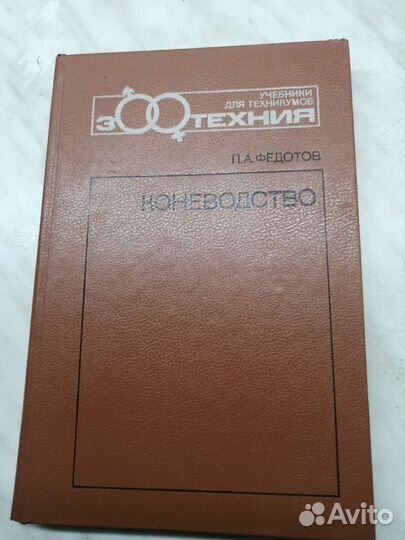 УЧЕБНИКИ
ДЛЯ ТЕХНИКУМОВ
ЗООТЕХНИЯ
П.А.ФЕДОТОВ
КОНЕВОДСТВО
Avito